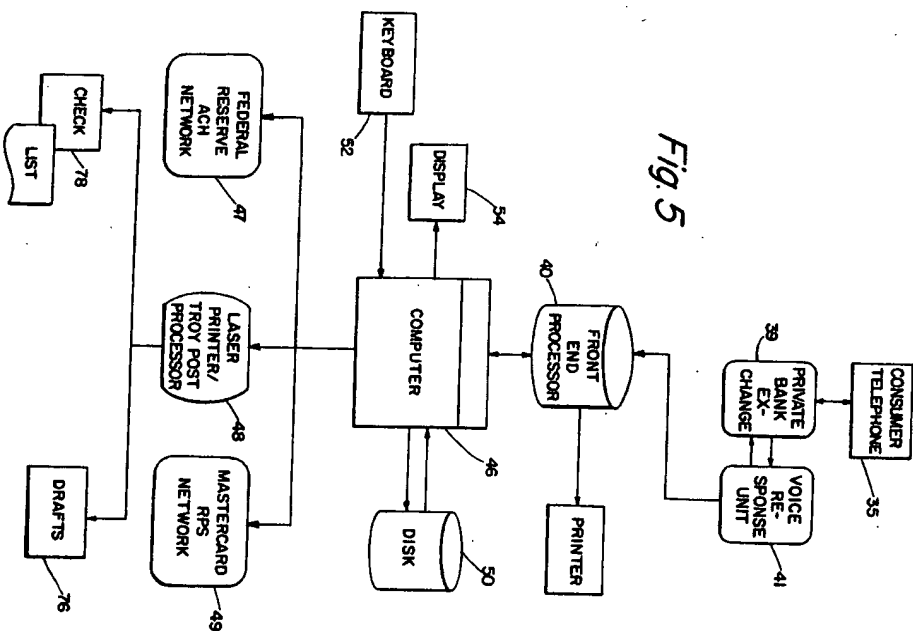 Fig. 5
CONSUMER
TELEPHONE
35
39
PRIVATE
BANK
EX-
CHANGE
VOICE
RE-
SPONSE
UNIT
41
40
FRONT
END
PROCESSOR
PRINTER
KEYBOARD
52
DISPLAY
54
COMPUTER
46
DISK
50
FEDERAL
RESERVE
ACH
NETWORK
47
LASER
PRINTER/
TROY POST
PROCESSOR
48
MASTERCARD
RPS
NETWORK
49
CHECK
78
LIST
DRAFTS
76